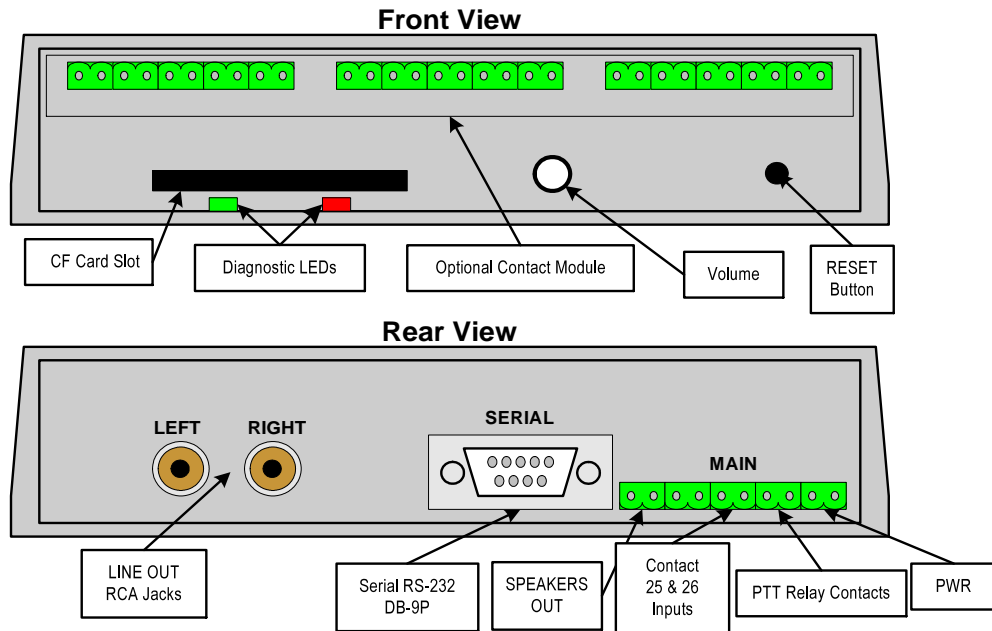 Front View
CF Card Slot
Diagnostic LEDs
Optional Contact Module
Volume
RESET
Button
Rear View
LEFT
RIGHT
SERIAL
MAIN
LINE OUT
RCA Jacks
Serial RS-232
DB-9P
SPEAKERS
OUT
Contact
25 & 26
Inputs
PTT Relay Contacts
PWR